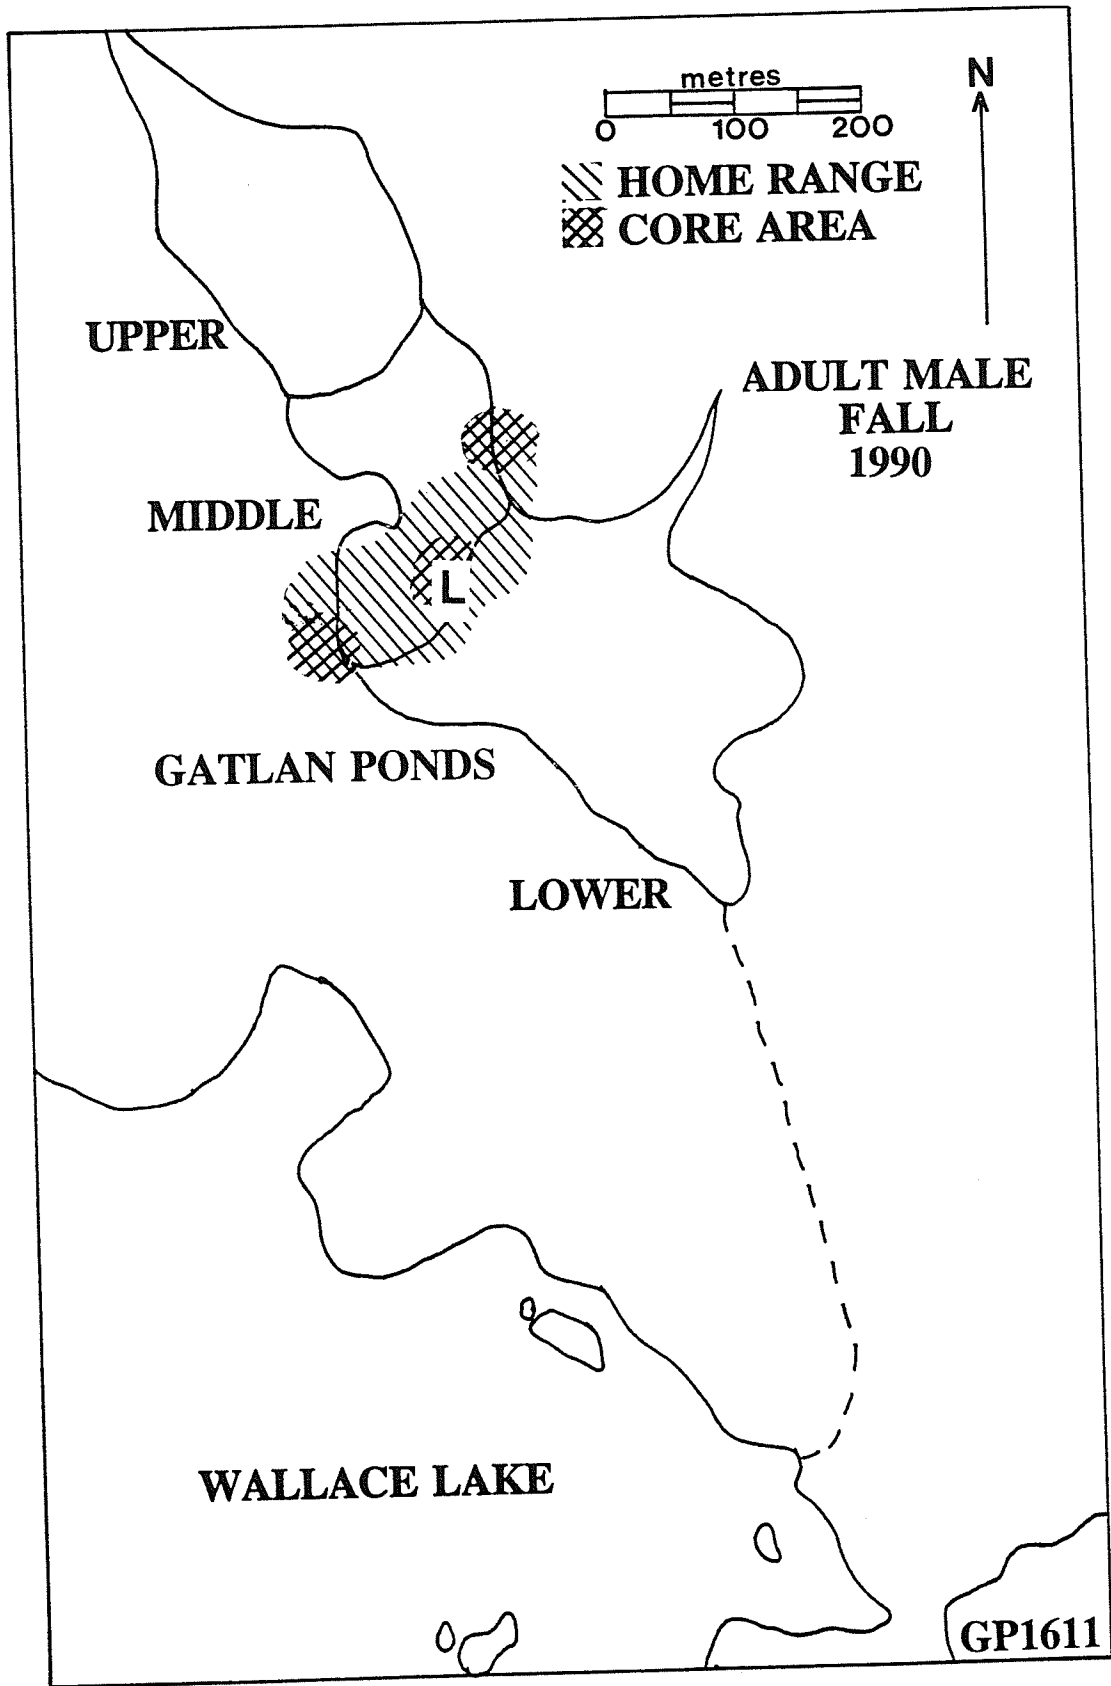 metres
0 100 200
N
HOME RANGE
CORE AREA
UPPER
ADULT MALE
FALL
1990
MIDDLE
L
GATLAN PONDS
LOWER
WALLACE LAKE
GP1611